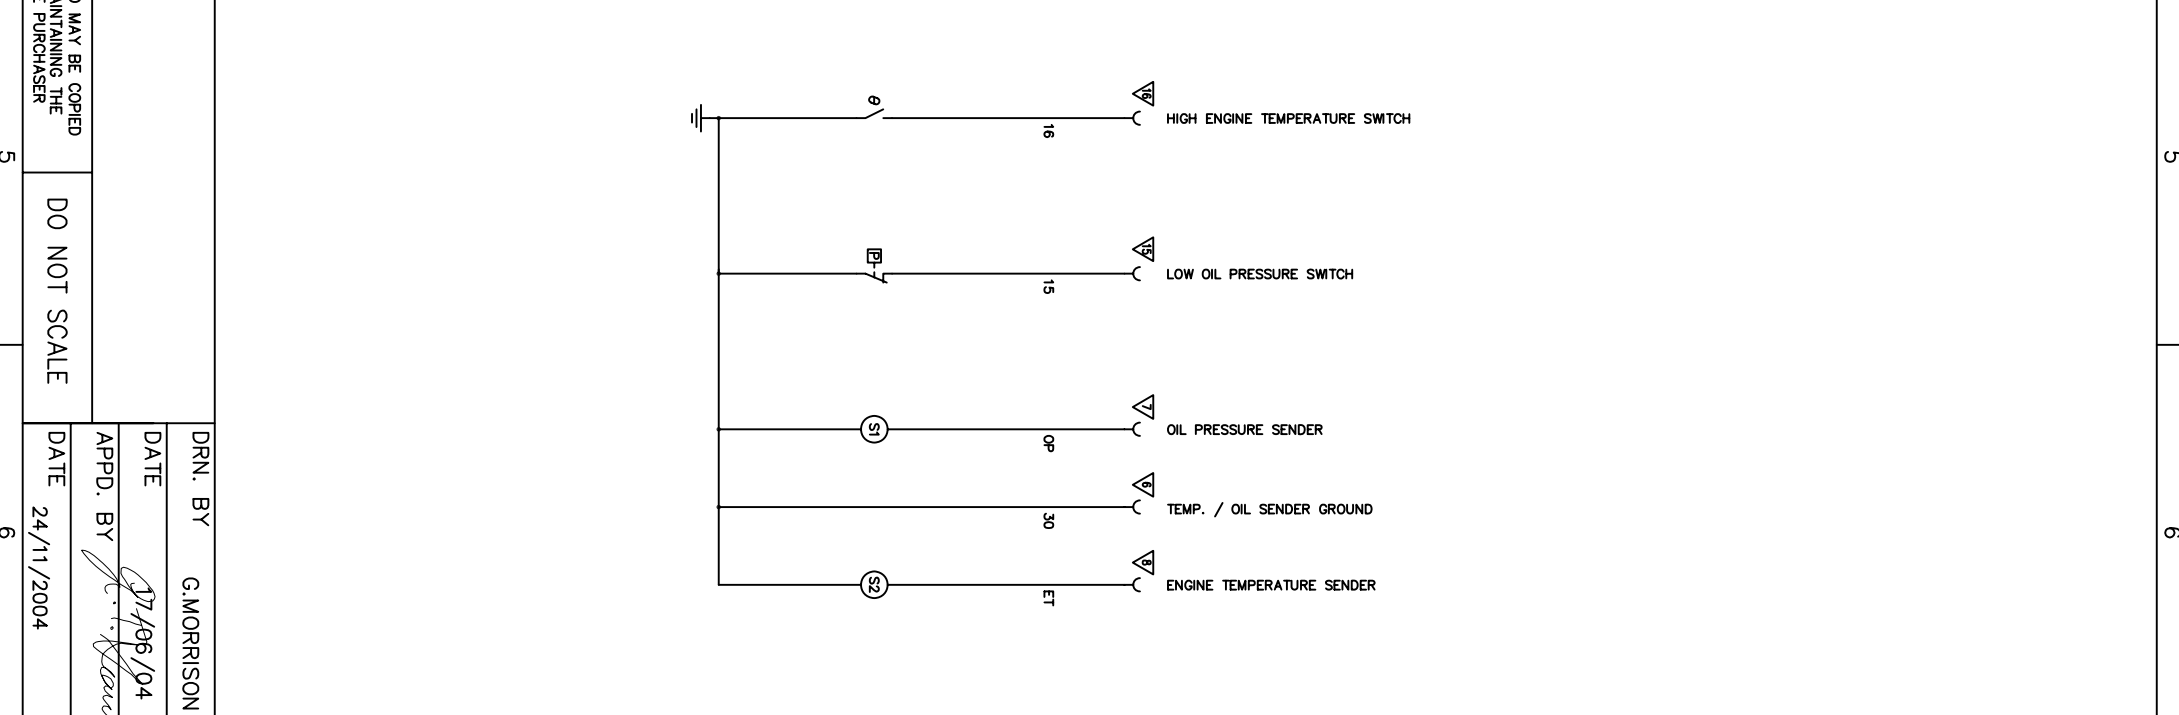 D MAY BE COPIED
AINTAINING THE
E PURCHASER
5
DO NOT SCALE
6
DRN. BY G.MORRISON
DATE 17/06/04
APPD. BY
DATE 24/11/2004
θ
16
16
HIGH ENGINE TEMPERATURE SWITCH
P
15
15
LOW OIL PRESSURE SWITCH
S1
OP
7
OIL PRESSURE SENDER
30
6
TEMP. / OIL SENDER GROUND
S2
ET
8
ENGINE TEMPERATURE SENDER
5
6